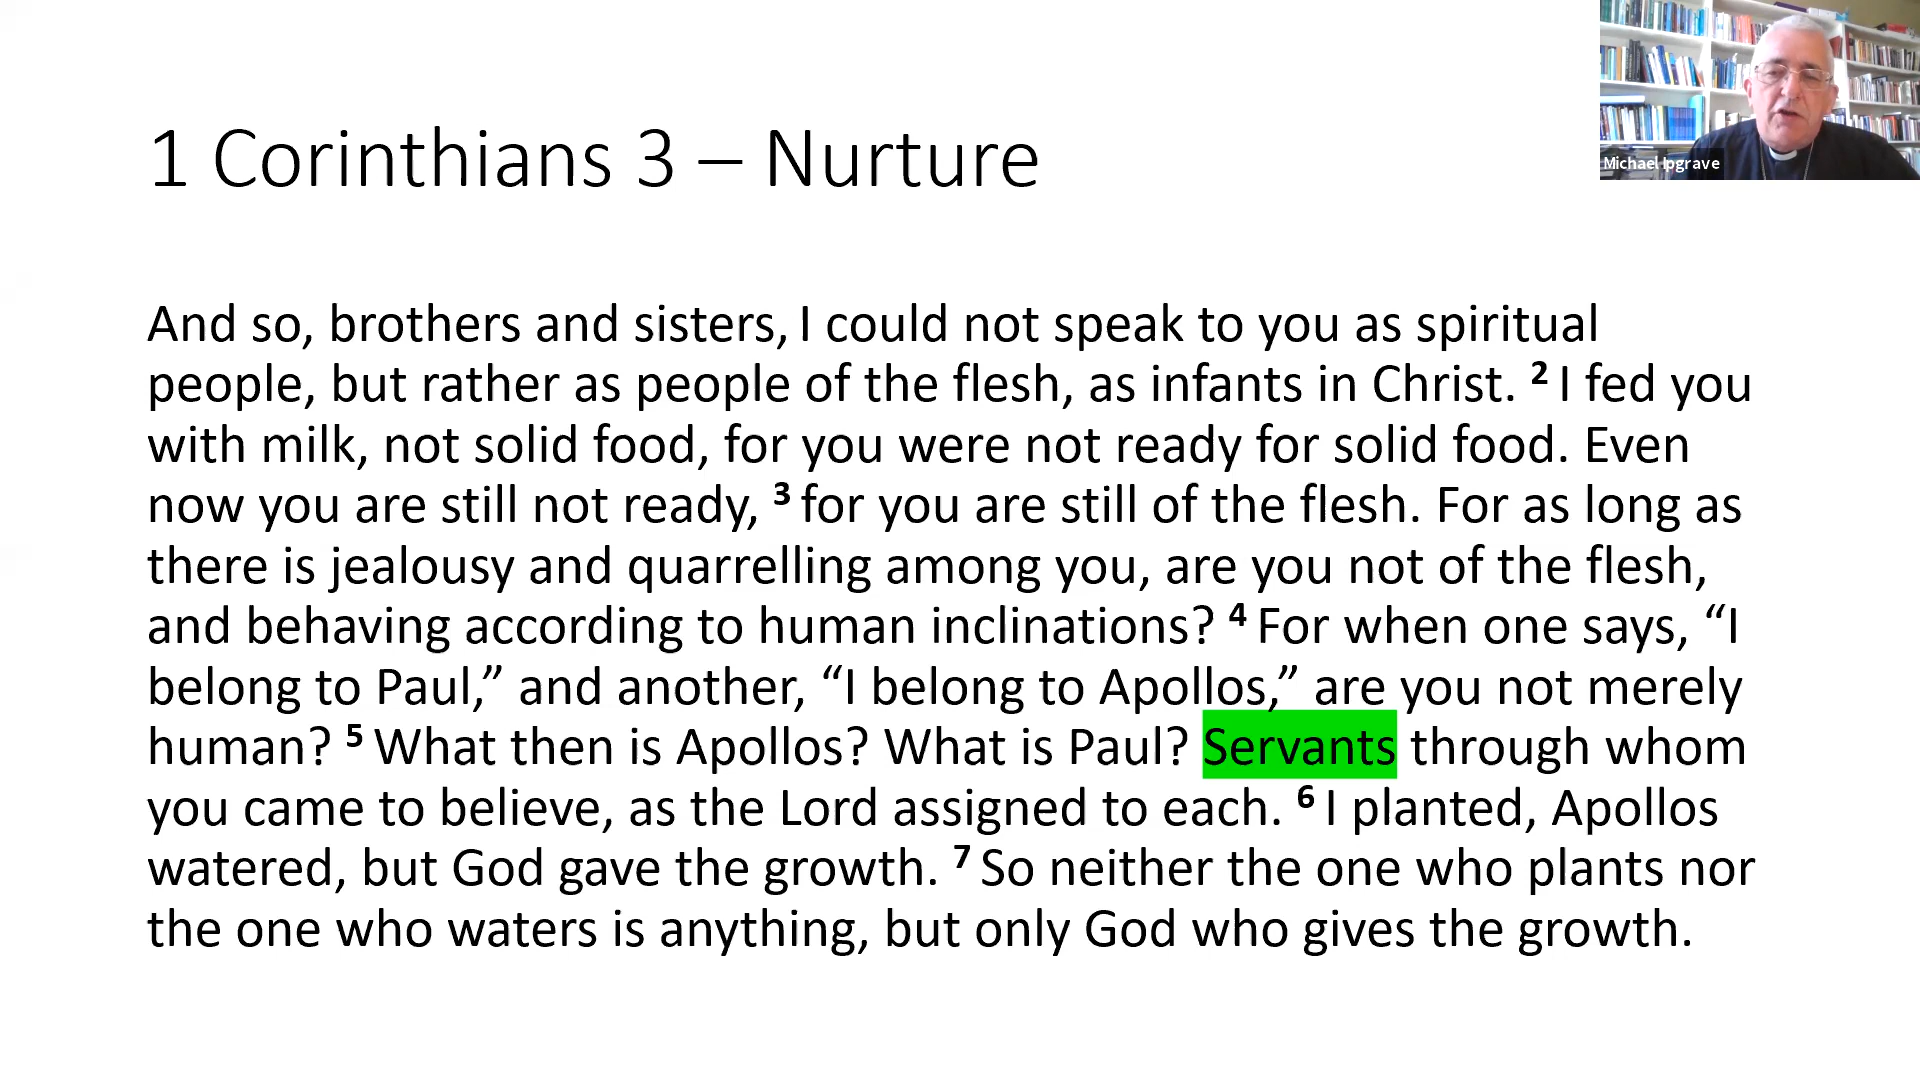 Michael Ipgrave
1 Corinthians 3 – Nurture
And so, brothers and sisters, I could not speak to you as spiritual
people, but rather as people of the flesh, as infants in Christ. ² I fed you
with milk, not solid food, for you were not ready for solid food. Even
now you are still not ready, ³ for you are still of the flesh. For as long as
there is jealousy and quarrelling among you, are you not of the flesh,
and behaving according to human inclinations? ⁴ For when one says, “I
belong to Paul,” and another, “I belong to Apollos,” are you not merely
human? ⁵ What then is Apollos? What is Paul? Servants through whom
you came to believe, as the Lord assigned to each. ⁶ I planted, Apollos
watered, but God gave the growth. ⁷ So neither the one who plants nor
the one who waters is anything, but only God who gives the growth.